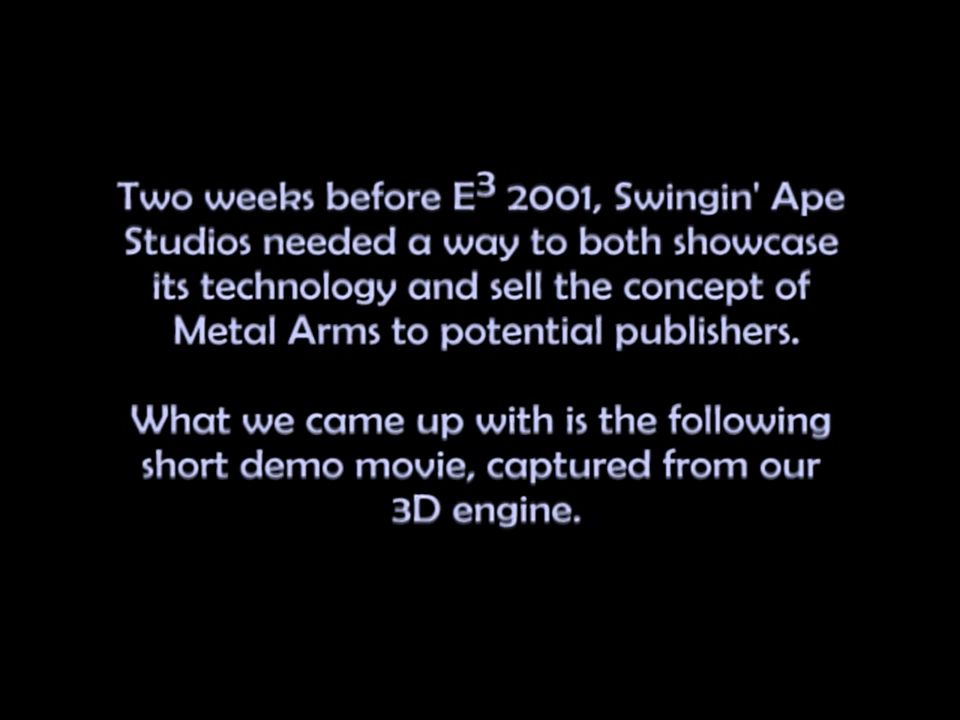 Two weeks before E³ 2001, Swingin' Ape
Studios needed a way to both showcase
its technology and sell the concept of
Metal Arms to potential publishers.
What we came up with is the following
short demo movie, captured from our
3D engine.